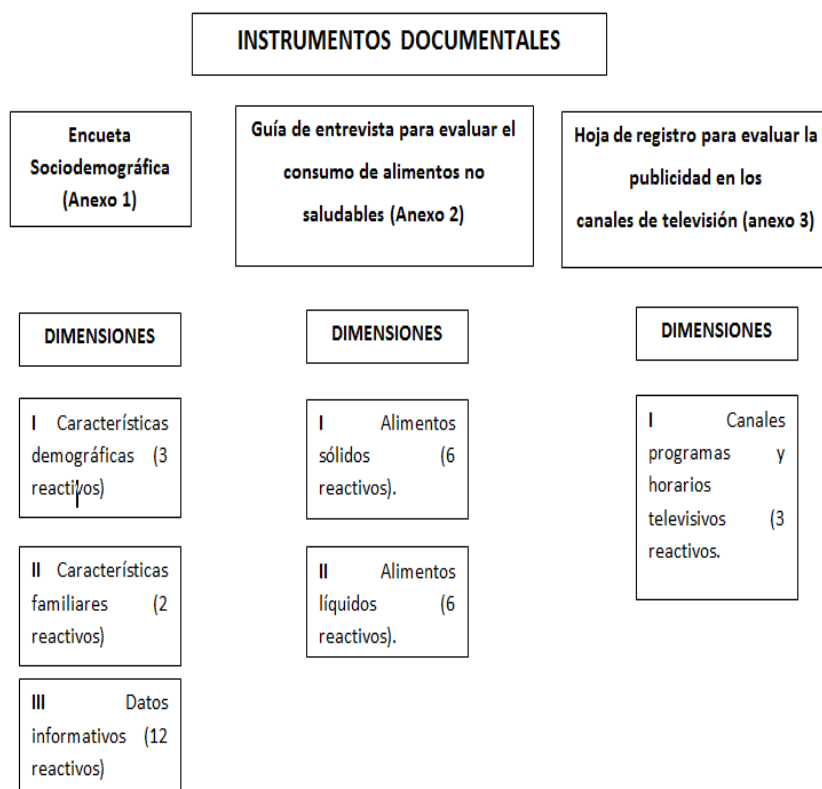 INSTRUMENTOS DOCUMENTALES
Encueta
Sociodemográfica
(Anexo 1)
Guía de entrevista para evaluar el
consumo de alimentos no
saludables (Anexo 2)
Hoja de registro para evaluar la
publicidad en los
canales de televisión (anexo 3)
DIMENSIONES
I Características
demográficas (3
reactivos)
II Características
familiares (2
reactivos)
III Datos
informativos (12
reactivos)
DIMENSIONES
I Alimentos
sólidos (6
reactivos).
II Alimentos
líquidos (6
reactivos).
DIMENSIONES
I Canales
programas y
horarios
televisivos (3
reactivos.